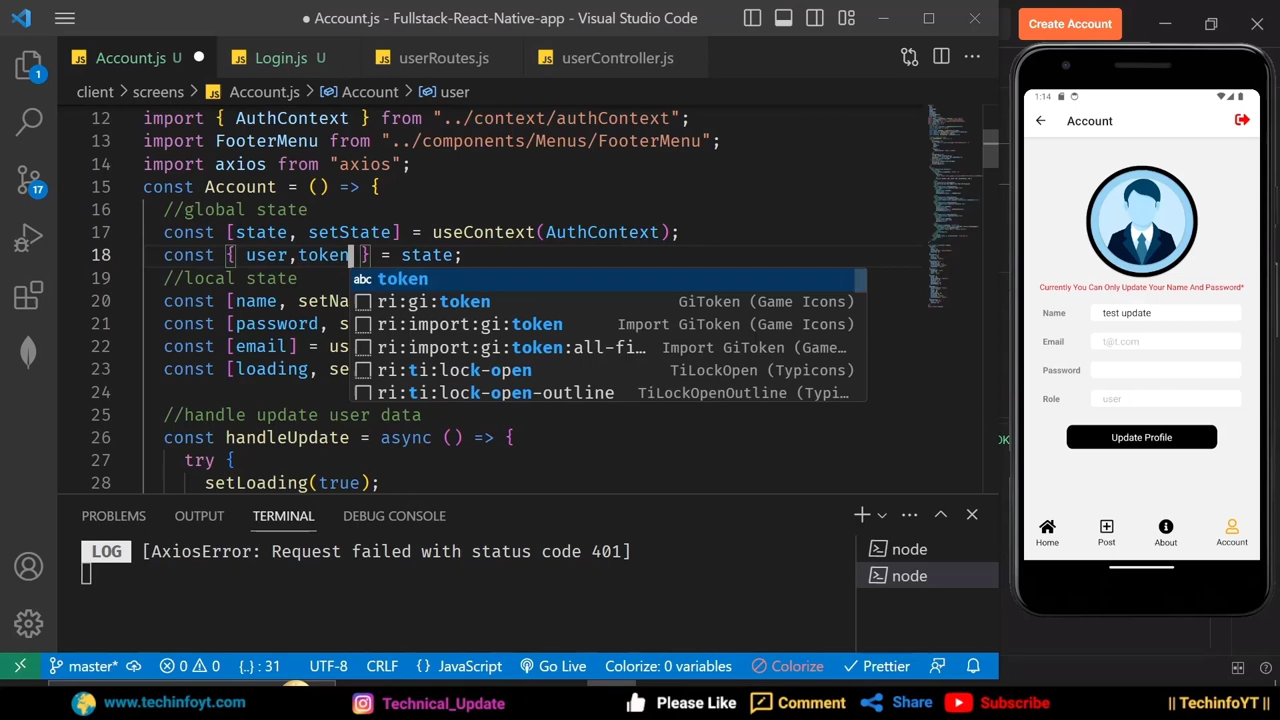 ● Account.js - Fullstack-React-Native-app - Visual Studio Code
Create Account
JS Account.js U ●
JS Login.js U
JS userRoutes.js
JS userController.js
client > screens > JS Account.js > Account > user
12 import { AuthContext } from "../context/authContext";
13 import FooterMenu from "../components/Menus/FooterMenu";
14 import axios from "axios";
15 const Account = () => {
16 //global state
17 const [state, setState] = useContext(AuthContext);
18 const { user,token } = state;
19 //local state
20 const [name, setNa
21 const [password, s
22 const [email] = us
23 const [loading, se
24
25 //handle update user data
26 const handleUpdate = async () => {
27 try {
28 setLoading(true);
abc token
ri:gi:token GiToken (Game Icons)
ri:import:gi:token Import GiToken (Game Icons)
ri:import:gi:token:all-fi… Import GiToken (Game…
ri:ti:lock-open TiLockOpen (Typicons)
ri:ti:lock-open-outline TiLockOpenOutline (Typi…
1
17
PROBLEMS OUTPUT TERMINAL DEBUG CONSOLE
LOG [AxiosError: Request failed with status code 401]
node
node
OK
master* 0 0 {..} : 31 UTF-8 CRLF {} JavaScript Go Live Colorize: 0 variables Colorize Prettier
1:14
Account
Currently You Can Only Update Your Name And Password*
Name test update
Email t@t.com
Password
Role user
Update Profile
Home Post About Account
www.techinfoyt.com Technical_Update Please Like Comment Share Subscribe || TechinfoYT ||